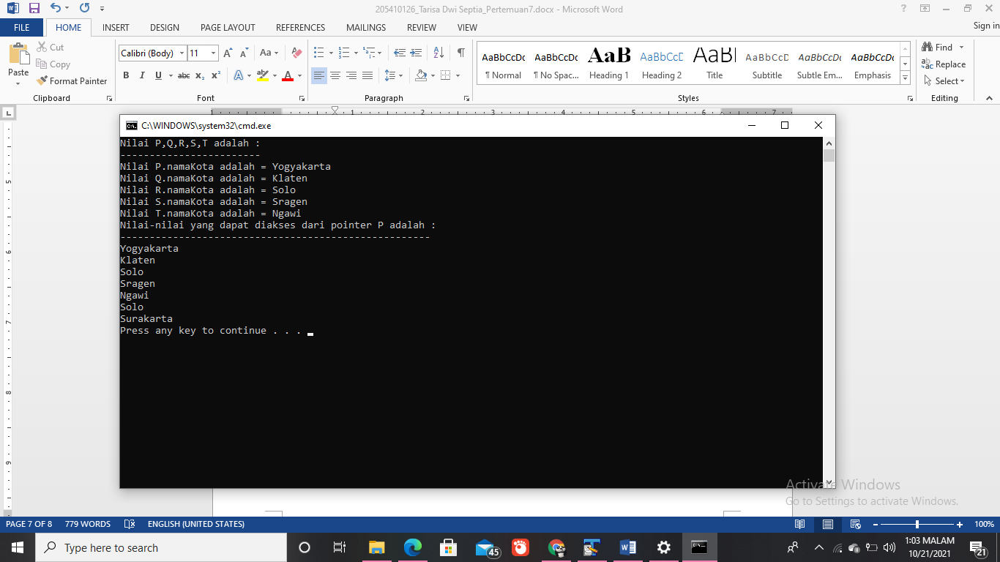 205410126_Tarisa Dwi Septia_Pertemuan7.docx - Microsoft Word
FILE HOME INSERT DESIGN PAGE LAYOUT REFERENCES MAILINGS REVIEW VIEW Sign in
Paste
Cut
Copy
Format Painter
Clipboard
Calibri (Body) 11
Font
Paragraph
AaBbCcDc AaBbCcDc AaB AaBbCcC AaB AaBbCcD AaBbCcDc AaBbCcDc
¶ Normal ¶ No Spac... Heading 1 Heading 2 Title Subtitle Subtle Em... Emphasis
Styles
Find
Replace
Select
Editing
C:\WINDOWS\system32\cmd.exe
Nilai P,Q,R,S,T adalah :
------------------------
Nilai P.namaKota adalah = Yogyakarta
Nilai Q.namaKota adalah = Klaten
Nilai R.namaKota adalah = Solo
Nilai S.namaKota adalah = Sragen
Nilai T.namaKota adalah = Ngawi
Nilai-nilai yang dapat diakses dari pointer P adalah :
-----------------------------------------------------
Yogyakarta
Klaten
Solo
Sragen
Ngawi
Solo
Surakarta
Press any key to continue . . .
Activate Windows
Go to Settings to activate Windows.
PAGE 7 OF 8 779 WORDS ENGLISH (UNITED STATES) 100%
Type here to search
45
1:03 MALAM
10/21/2021
21